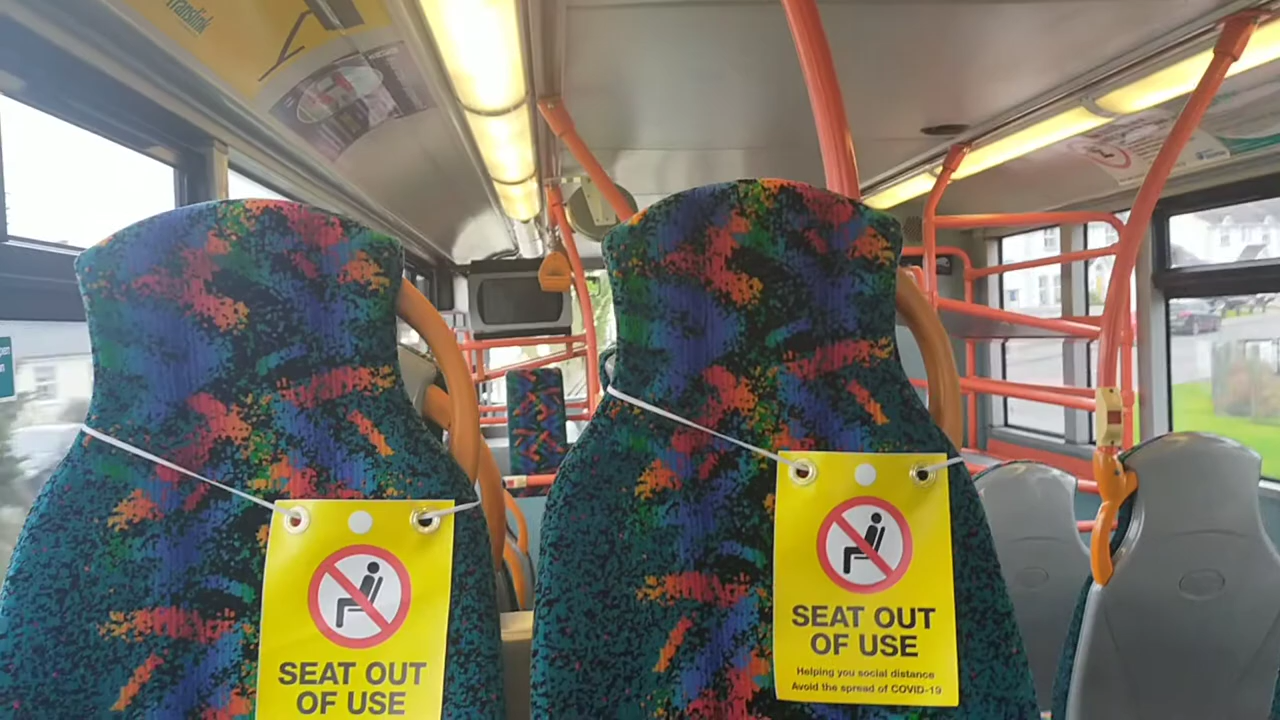 Translink
SEAT OUT
OF USE
SEAT OUT
OF USE
Helping you social distance
Avoid the spread of COVID-19